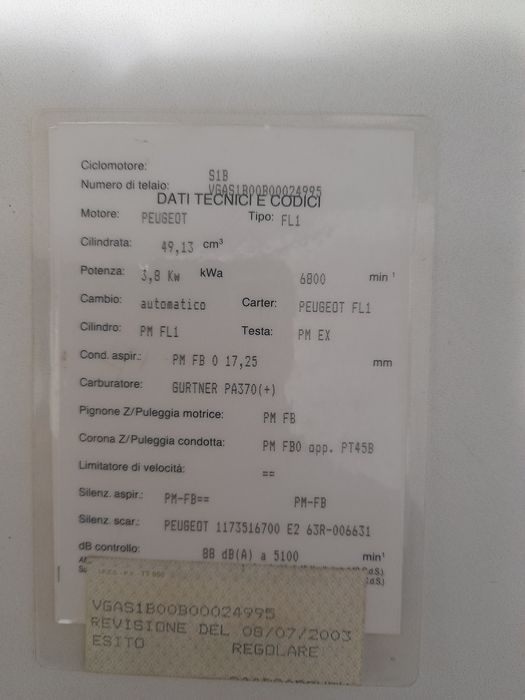 Ciclomotore: S1B
Numero di telaio: VGAS1B00B00024995
DATI TECNICI E CODICI
Motore: PEUGEOT Tipo: FL1
Cilindrata: 49,13 cm³
Potenza: 3,8 Kw kWa 6800 min ¹
Cambio: automatico Carter: PEUGEOT FL1
Cilindro: PM FL1 Testa: PM EX
Cond. aspir.: PM FB 0 17,25 mm
Carburatore: GURTNER PA370(+)
Pignone Z/Puleggia motrice: PM FB
Corona Z/Puleggia condotta: PM FB0 opp. PT45B
Limitatore di velocità: ==
Silenz. aspir.: PM-FB== PM-FB
Silenz. scar.: PEUGEOT 1173516700 E2 63R-006631
dB controllo: 88 dB(A) a 5100 min¹
VGAS1B00B00024995
REVISIONE DEL 08/07/2003
ESITO REGOLARE